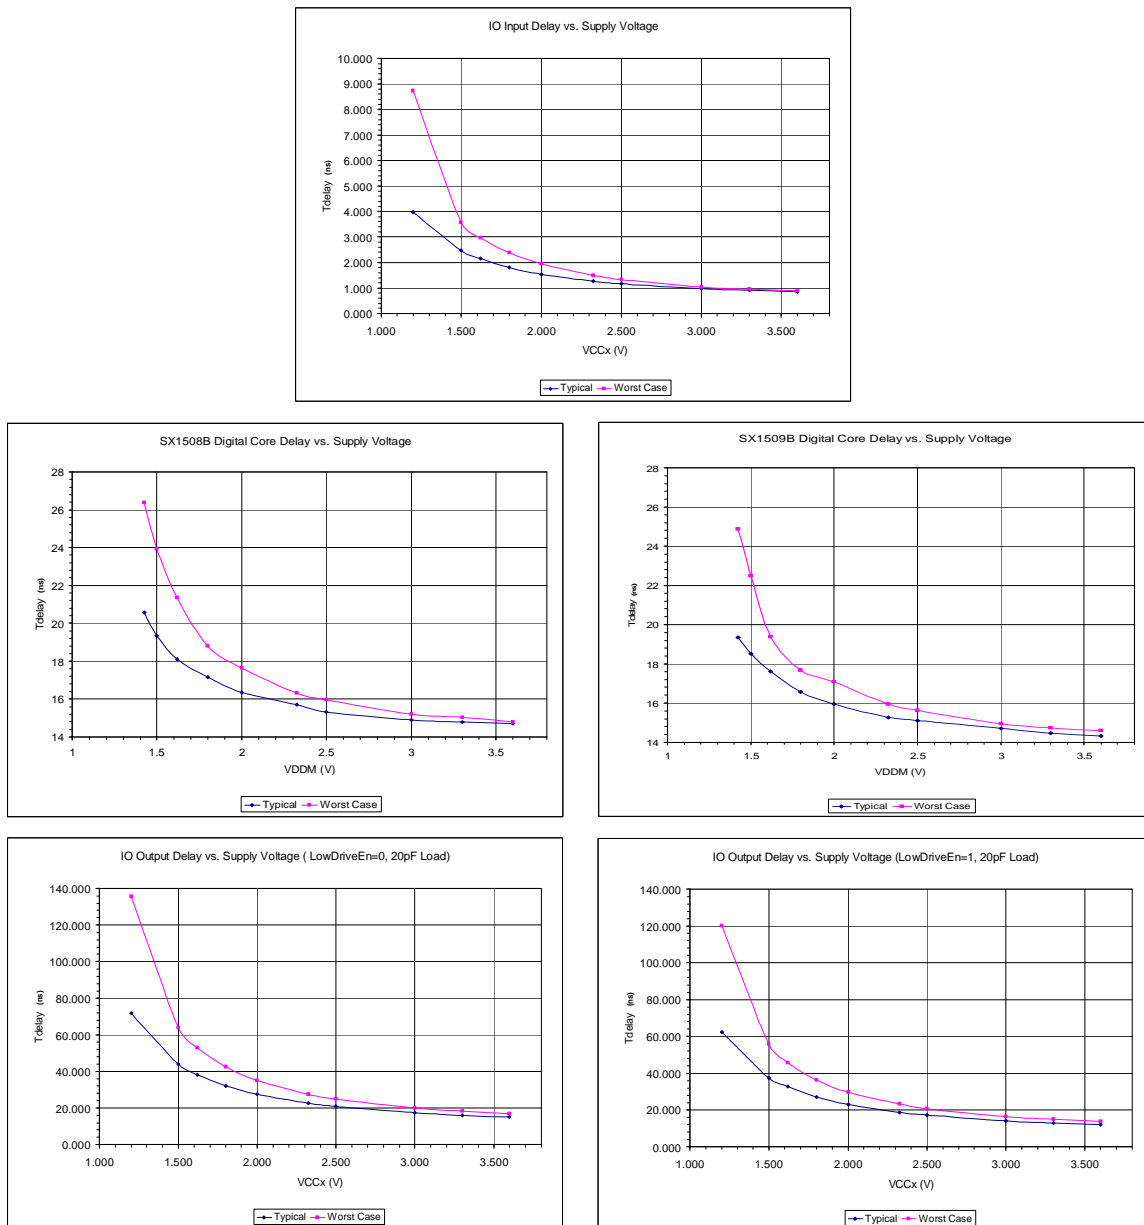 IO Input Delay vs. Supply Voltage
10.000
9.000
8.000
7.000
6.000
5.000
4.000
3.000
2.000
1.000
0.000
Tdelay (ns)
1.000 1.500 2.000 2.500 3.000 3.500
VCCx (V)
Typical Worst Case
SX1508B Digital Core Delay vs. Supply Voltage
28
26
24
22
20
18
16
14
Tdelay (ns)
1 1.5 2 2.5 3 3.5
VDDM (V)
Typical Worst Case
SX1509B Digital Core Delay vs. Supply Voltage
28
26
24
22
20
18
16
14
Tdelay (ns)
1 1.5 2 2.5 3 3.5
VDDM (V)
Typical Worst Case
IO Output Delay vs. Supply Voltage ( LowDriveEn=0, 20pF Load)
140.000
120.000
100.000
80.000
60.000
40.000
20.000
0.000
Tdelay (ns)
1.000 1.500 2.000 2.500 3.000 3.500
VCCx (V)
Typical Worst Case
IO Output Delay vs. Supply Voltage (LowDriveEn=1, 20pF Load)
140.000
120.000
100.000
80.000
60.000
40.000
20.000
0.000
Tdelay (ns)
1.000 1.500 2.000 2.500 3.000 3.500
VCCx (V)
Typical Worst Case